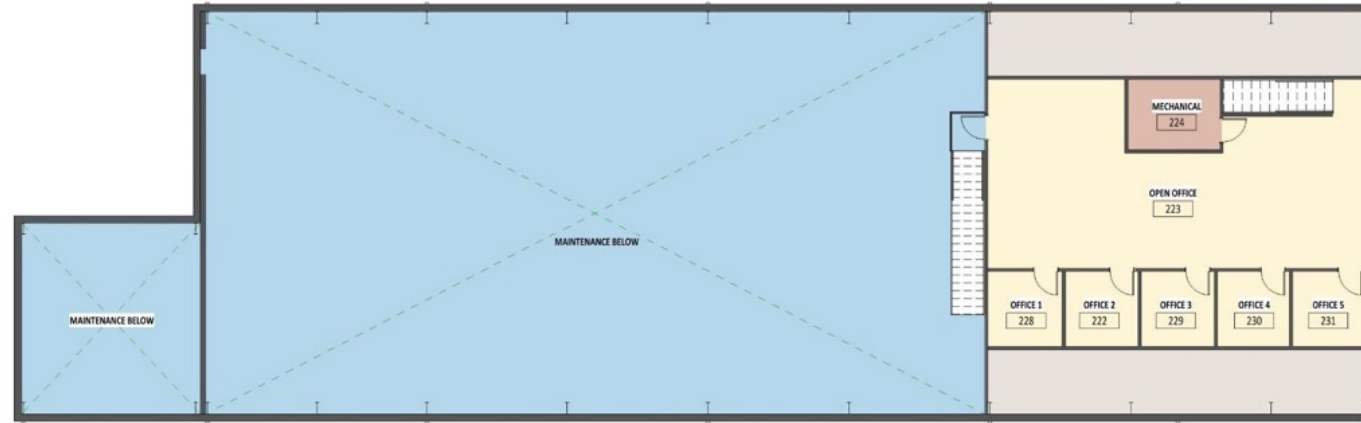 MECHANICAL
224
OPEN OFFICE
223
MAINTENANCE BELOW
MAINTENANCE BELOW
OFFICE 1
228
OFFICE 2
222
OFFICE 3
229
OFFICE 4
230
OFFICE 5
231